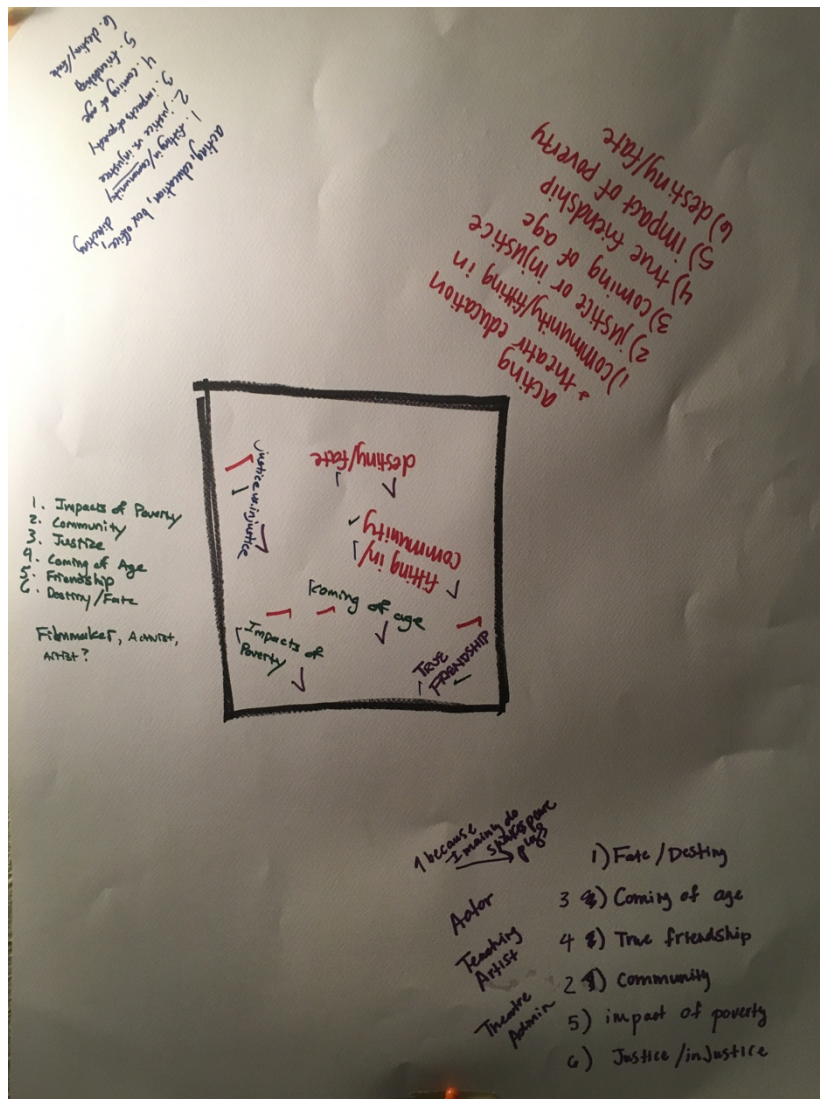 acting, education, box office,
directing
1. fitting in/community
2. justice vs injustice
3. impacts of poverty
4. coming of age
5. friendship
6. destiny/fate
acting
& theatre education
1) community/fitting in
2) justice or injustice
3) coming of age
4) true friendship
5) impact of poverty
6) destiny/fate
destiny/fate
justice vs. injustice
fitting in/
community
coming of age
Impacts of
Poverty
TRUE
FRIENDSHIP
1. Impacts of Poverty
2. Community
3. Justize
4. Coming of Age
5. Friendship
6. Destiny/Fate
Filmmaker, Activist,
Artist?
1 because
I mainly do
plays
Actor
Teaching
Artist
Theatre
Admin
1) Fate/Destiny
3) Coming of age
4) True friendship
2) Community
5) impact of poverty
6) Justice/injustice